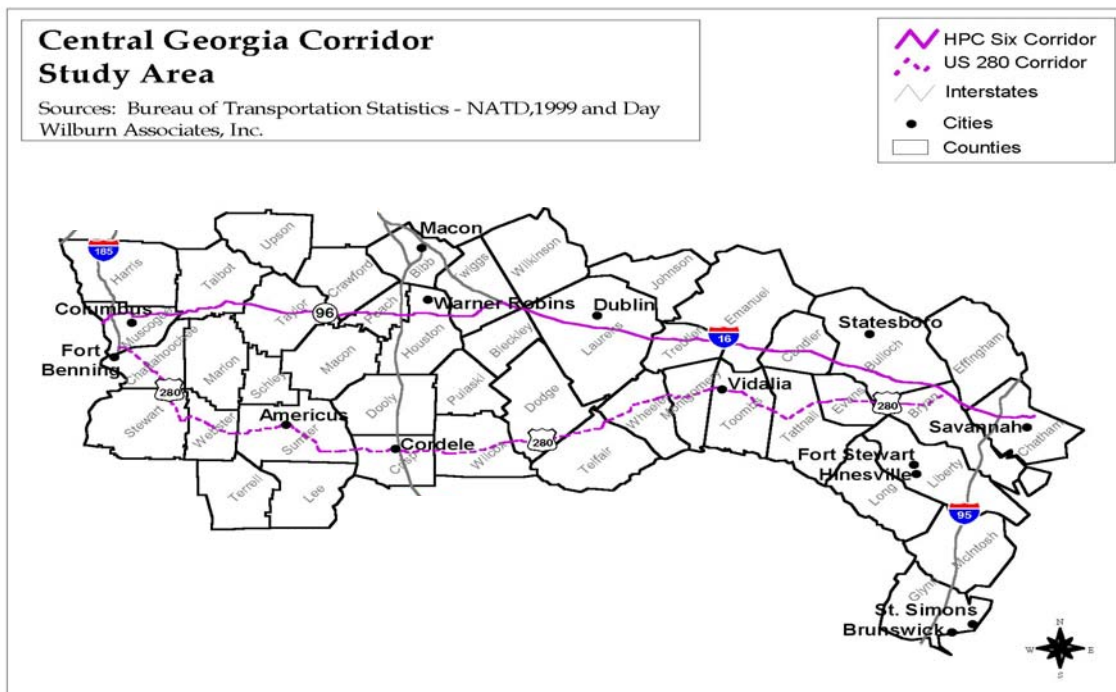 Central Georgia Corridor
Study Area
Sources: Bureau of Transportation Statistics - NATD,1999 and Day
Wilburn Associates, Inc.
HPC Six Corridor
US 280 Corridor
Interstates
Cities
Counties
Macon
Upson
185
Harris
Talbot
Crawford
Bibb
Twiggs
Wilkinson
Johnson
Emanuel
Columbus
Muscogee
Taylor
96
Peach
Warner Robins
Dublin
Statesboro
Houston
Laurens
Treutlen
16
Candler
Bulloch
Effingham
Fort
Benning
Chattahoochee
Marion
Schley
Macon
Bleckley
280
Stewart
Webster
Americus
Sumter
Dooly
Pulaski
Dodge
Wheeler
Montgomery
Vidalia
Toombs
Tattnall
Evans
280
Bryan
Savannah
Chatham
Cordele
Crisp
Wilcox
280
Telfair
Fort Stewart
Hinesville
Liberty
Long
Terrell
Lee
95
McIntosh
Glynn
St. Simons
Brunswick
N
W
E
S